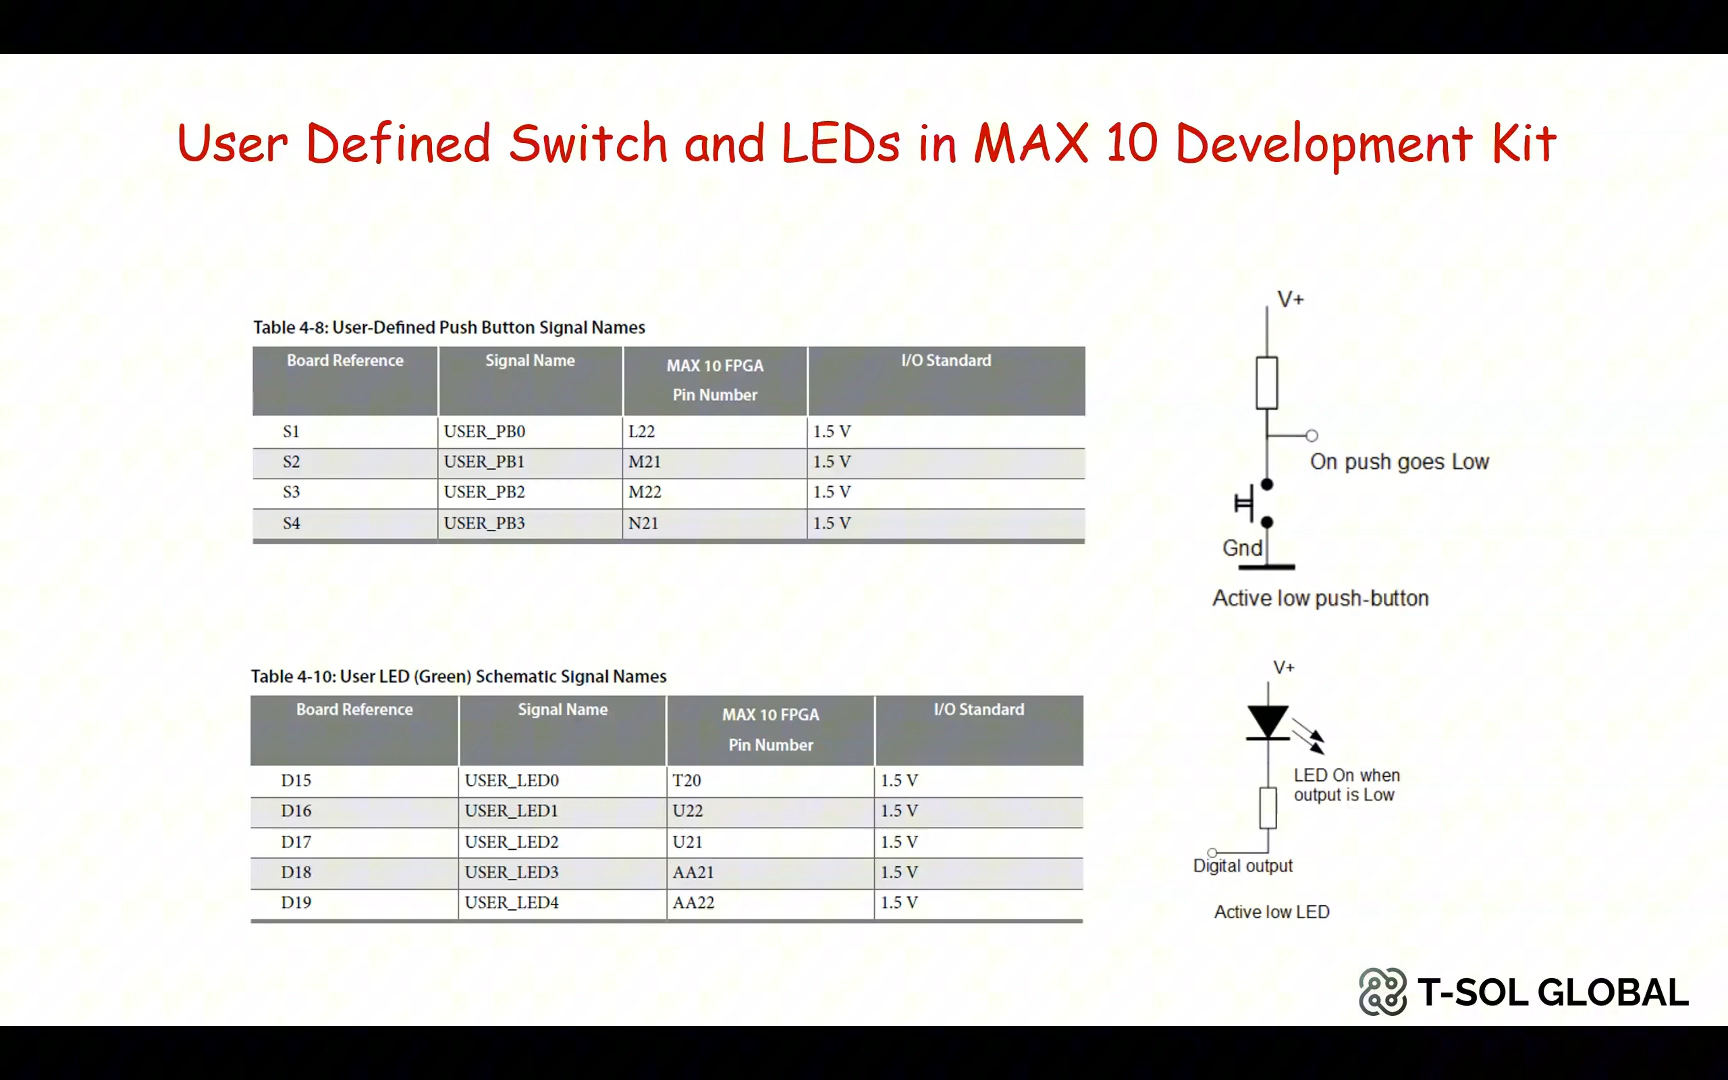 User Defined Switch and LEDs in MAX 10 Development Kit
Table 4-8: User-Defined Push Button Signal Names
Board Reference Signal Name MAX 10 FPGA Pin Number I/O Standard
S1 USER_PB0 L22 1.5 V
S2 USER_PB1 M21 1.5 V
S3 USER_PB2 M22 1.5 V
S4 USER_PB3 N21 1.5 V
V+
On push goes Low
Gnd
Active low push-button
Table 4-10: User LED (Green) Schematic Signal Names
Board Reference Signal Name MAX 10 FPGA Pin Number I/O Standard
D15 USER_LED0 T20 1.5 V
D16 USER_LED1 U22 1.5 V
D17 USER_LED2 U21 1.5 V
D18 USER_LED3 AA21 1.5 V
D19 USER_LED4 AA22 1.5 V
V+
LED On when
output is Low
Digital output
Active low LED
T-SOL GLOBAL